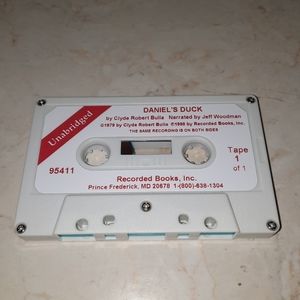 Unabridged
DANIEL'S DUCK
by Clyde Robert Bulla Narrated by Jeff Woodman
©1979 by Clyde Robert Bulla ℗1998 by Recorded Books, Inc.
THE SAME RECORDING IS ON BOTH SIDES
95411
Tape
1
of 1
Recorded Books, Inc.
Prince Frederick, MD 20678 1-(800)-638-1304